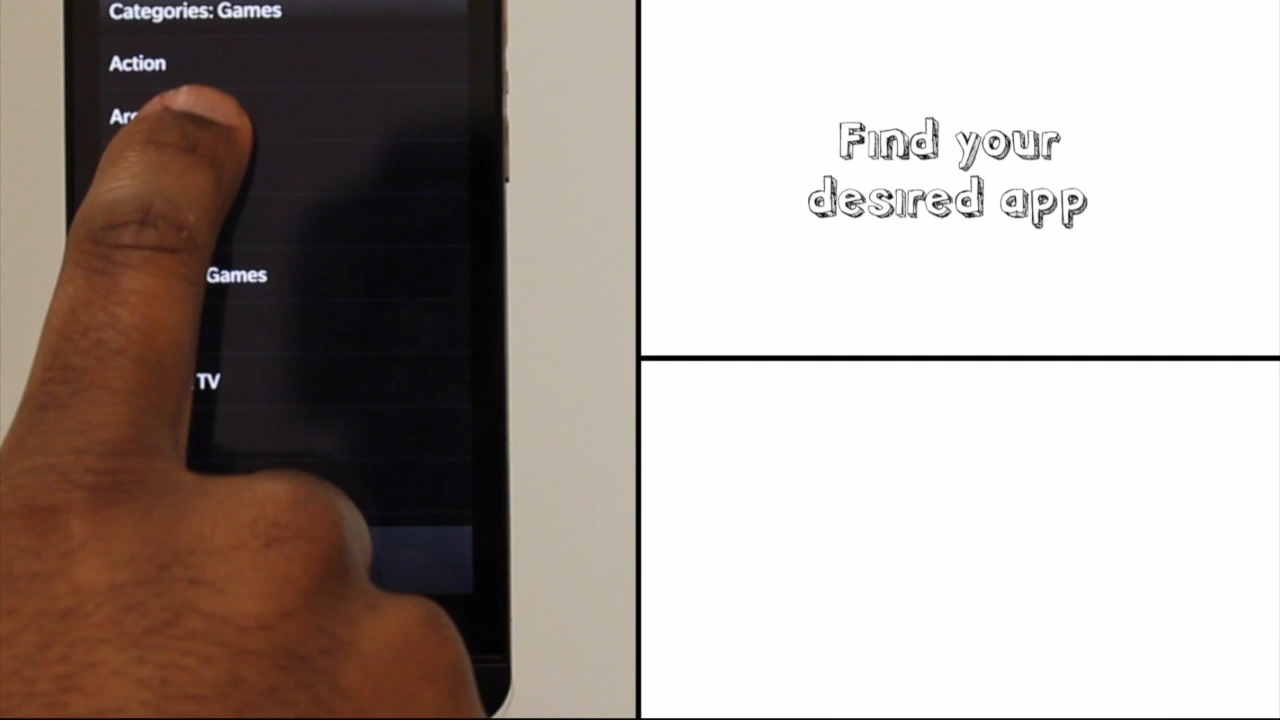 Categories: Games
Action
Games
TV
Find your
desired app